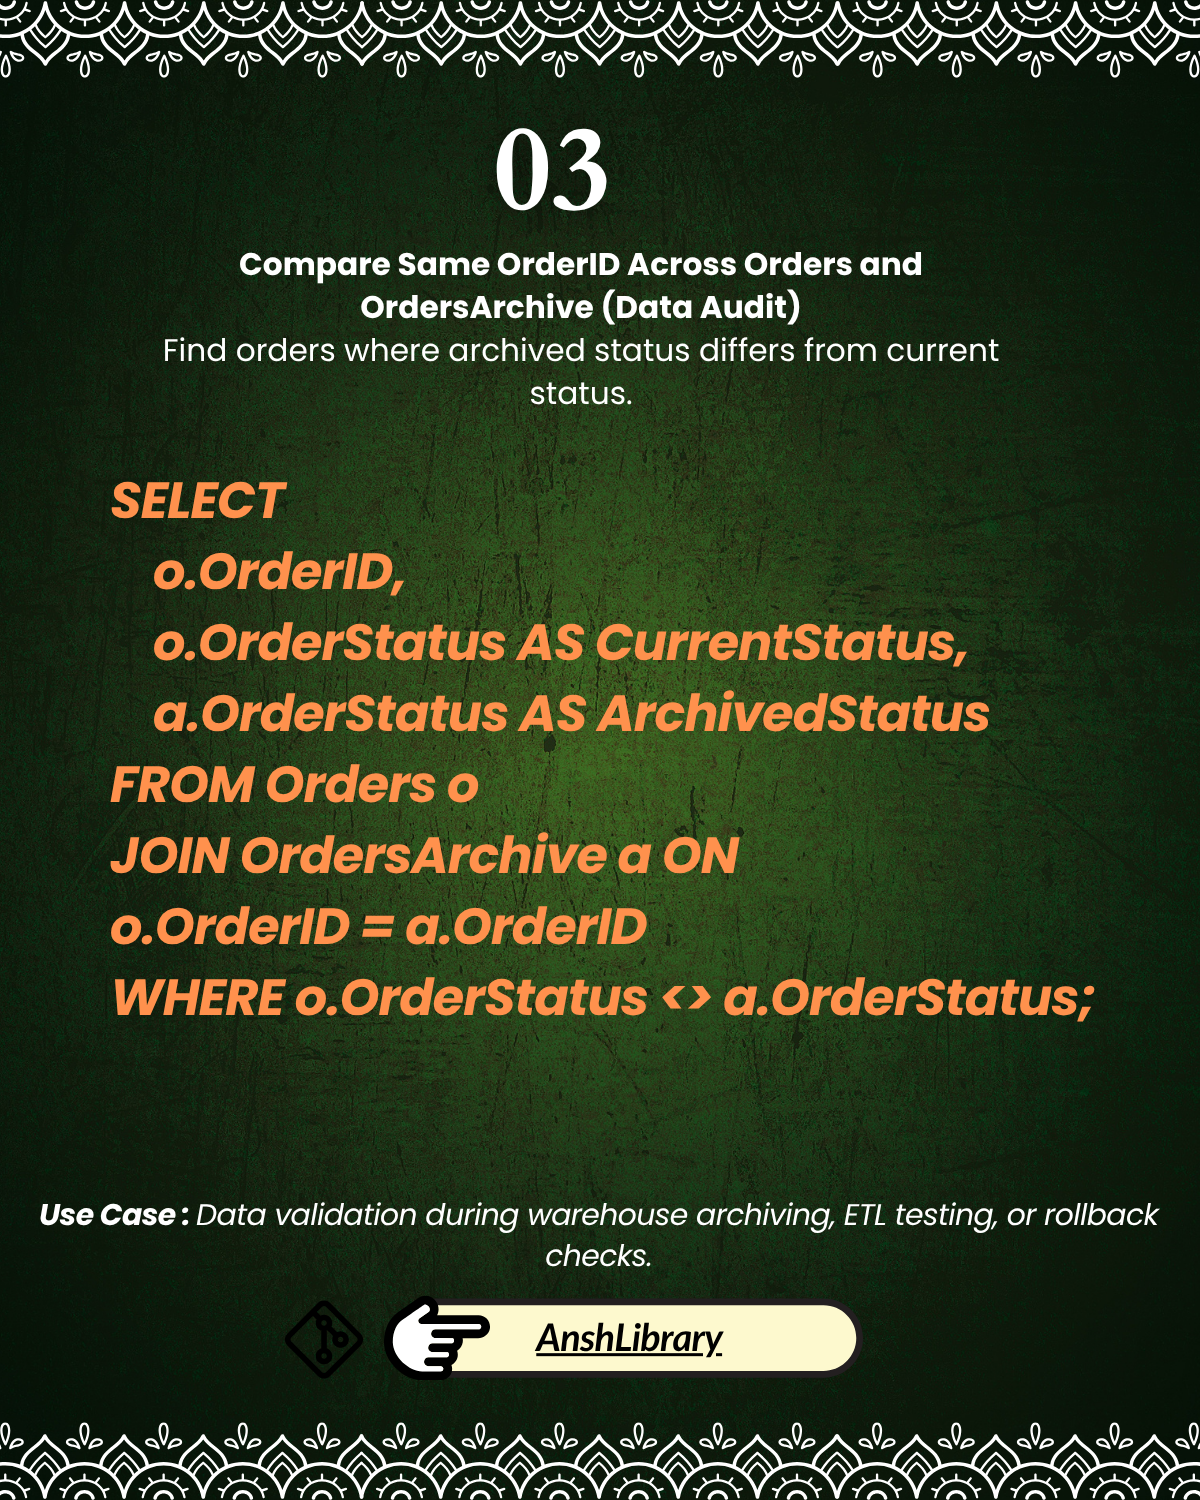 03
Compare Same OrderID Across Orders and
OrdersArchive (Data Audit)
Find orders where archived status differs from current
status.
SELECT
o.OrderID,
o.OrderStatus AS CurrentStatus,
a.OrderStatus AS ArchivedStatus
FROM Orders o
JOIN OrdersArchive a ON
o.OrderID = a.OrderID
WHERE o.OrderStatus <> a.OrderStatus;
Use Case : Data validation during warehouse archiving, ETL testing, or rollback
checks.
AnshLibrary